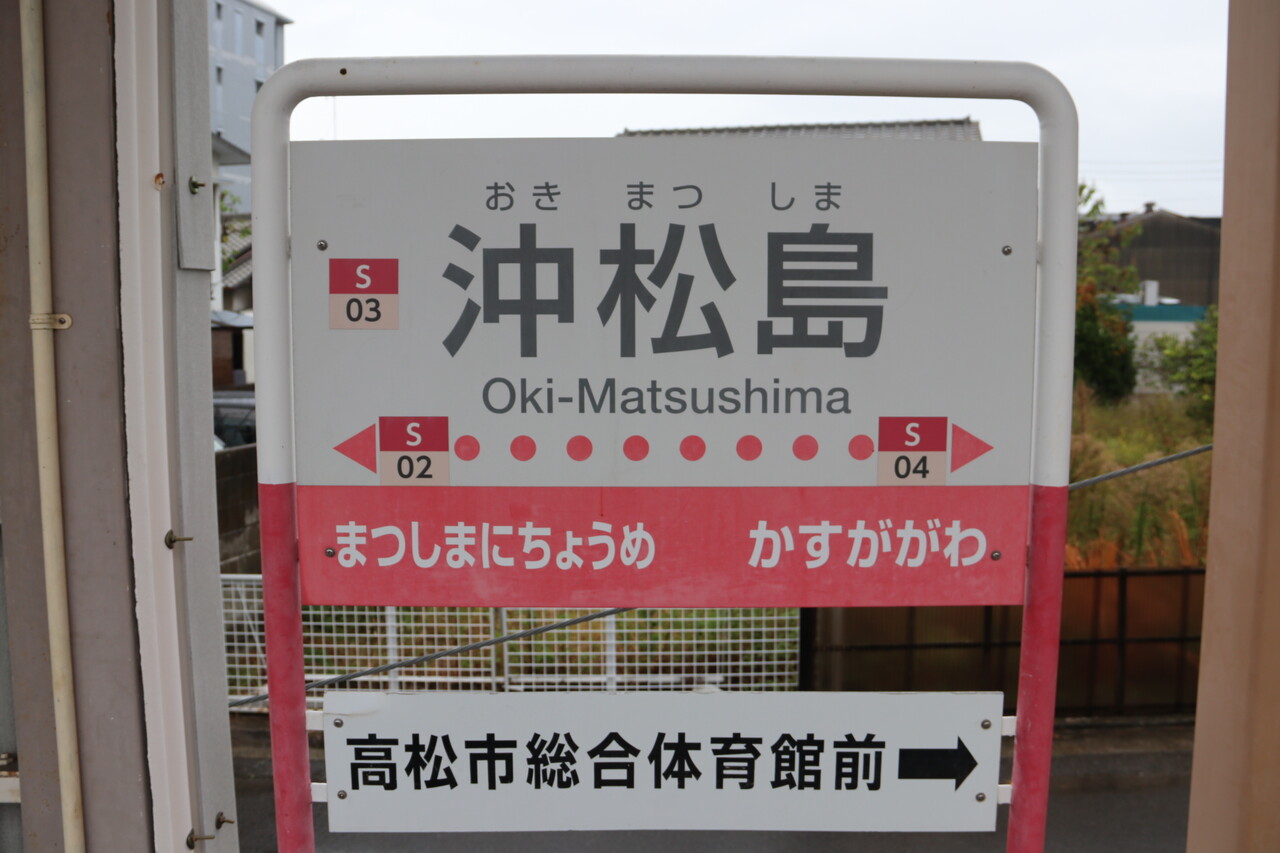 おき まつ しま
S
03
沖松島
Oki-Matsushima
S
02
S
04
まつしまにちょうめ かすががわ
高松市総合体育館前